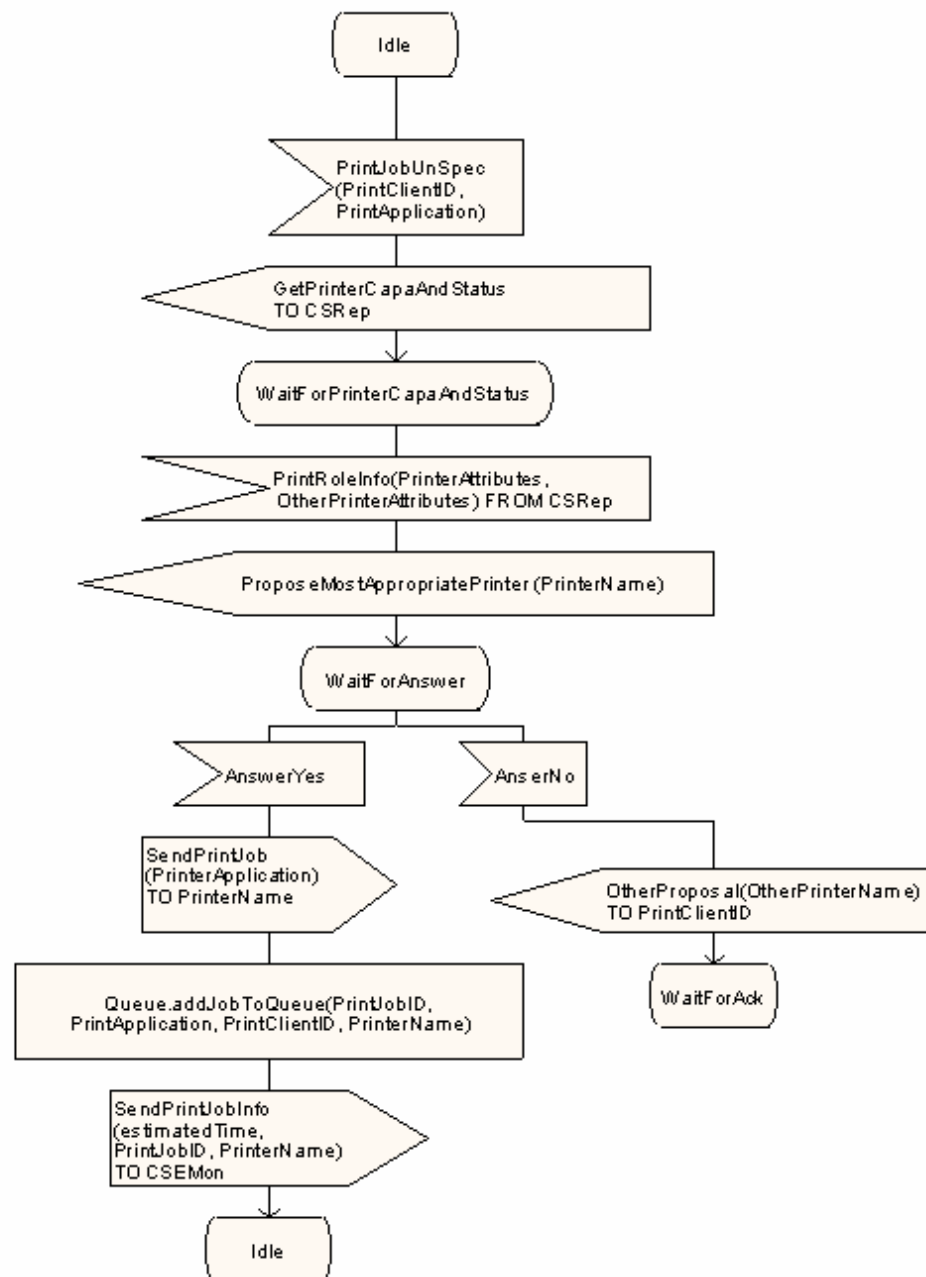 Idle
PrintJobUnSpec
(PrintClientID,
PrintApplication)
GetPrinterCapaAndStatus
TO CSRep
WaitForPrinterCapaAndStatus
PrintRoleInfo(PrinterAttributes,
OtherPrinterAttributes) FROM CSRep
ProposeMostAppropriatePrinter(PrinterName)
WaitForAnswer
AnswerYes
AnserNo
SendPrintJob
(PrinterApplication)
TO PrinterName
OtherProposal(OtherPrinterName)
TO PrintClientID
WaitForAck
Queue.addJobToQueue(PrintJobID,
PrintApplication, PrintClientID, PrinterName)
SendPrintJobInfo
(estimatedTime,
PrintJobID, PrinterName)
TO CSEMon
Idle